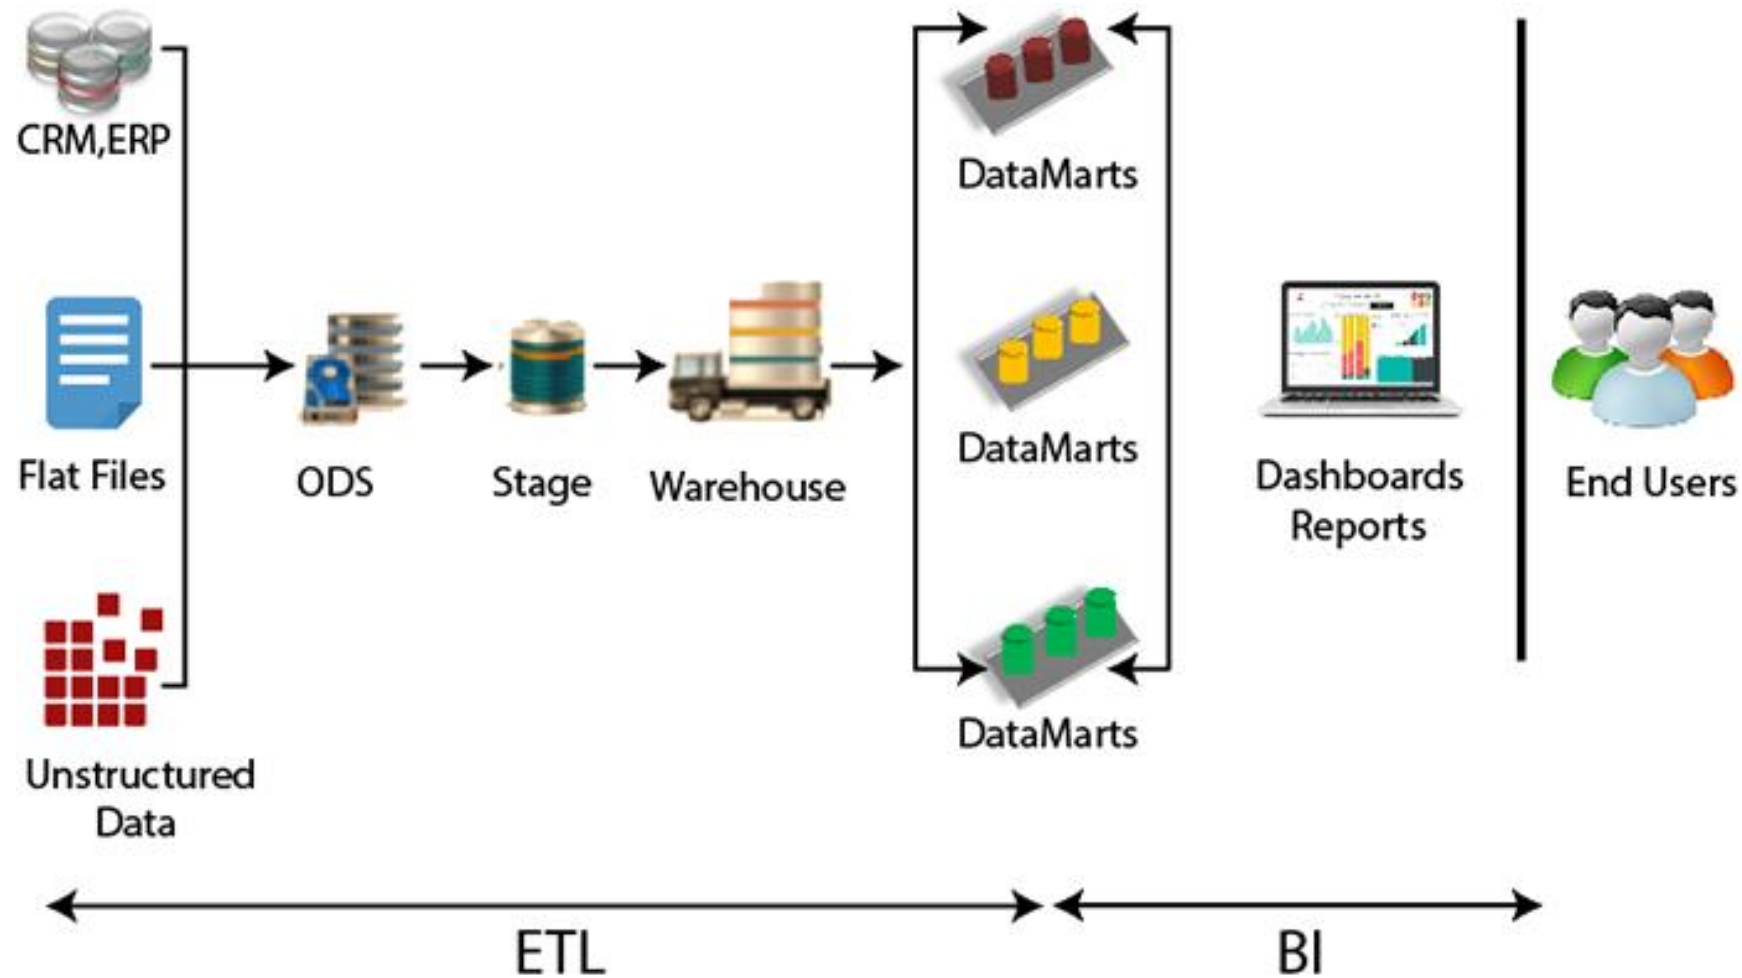 CRM,ERP
DataMarts
Flat Files
ODS
Stage
Warehouse
DataMarts
Dashboards
Reports
End Users
Unstructured
Data
DataMarts
ETL
BI